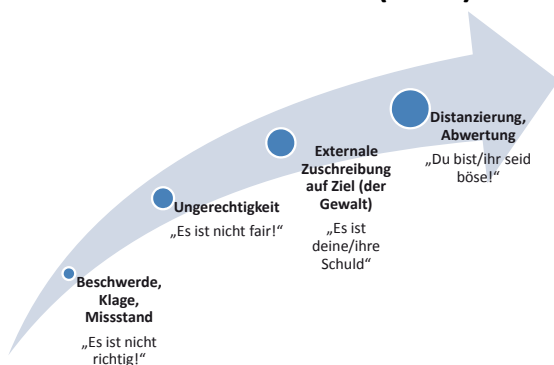 Beschwerde,
Klage,
Missstand
„Es ist nicht
richtig!“
Ungerechtigkeit
„Es ist nicht fair!“
Externale
Zuschreibung
auf Ziel (der
Gewalt)
„Es ist
deine/ihre
Schuld“
Distanzierung,
Abwertung
„Du bist/ihr seid
böse!“